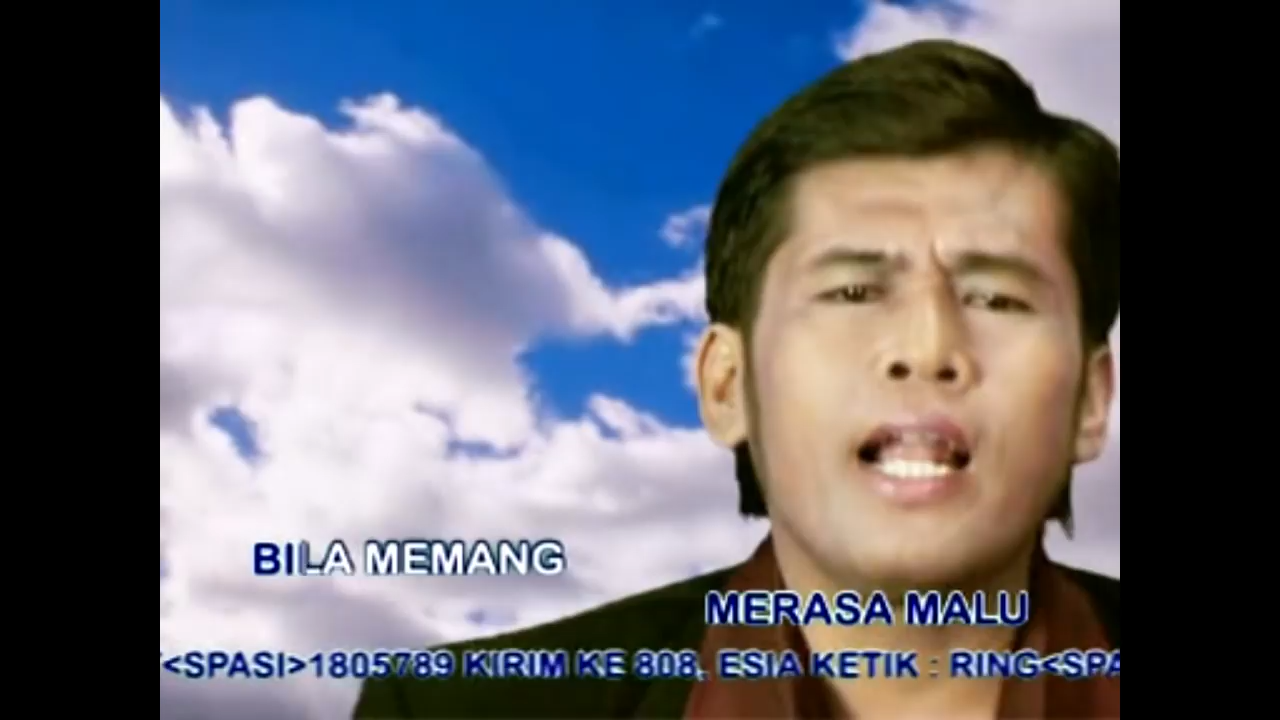 BILA MEMANG
MERASA MALU
<SPASI>1805789 KIRIM KE 808, ESIA KETIK : RING<SPA